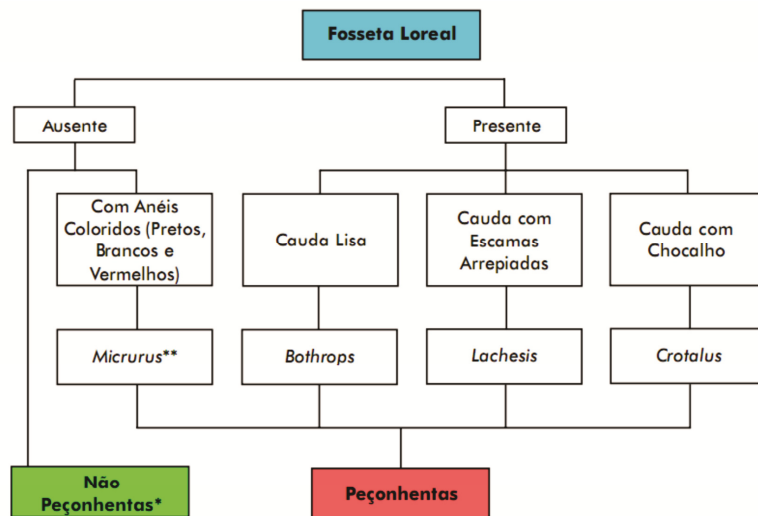 Fosseta Loreal
Ausente
Presente
Com Anéis
Coloridos (Pretos,
Brancos e
Vermelhos)
Cauda Lisa
Cauda com
Escamas
Arrepiadas
Cauda com
Chocalho
Micrurus**
Bothrops
Lachesis
Crotalus
Não
Peçonhentas*
Peçonhentas